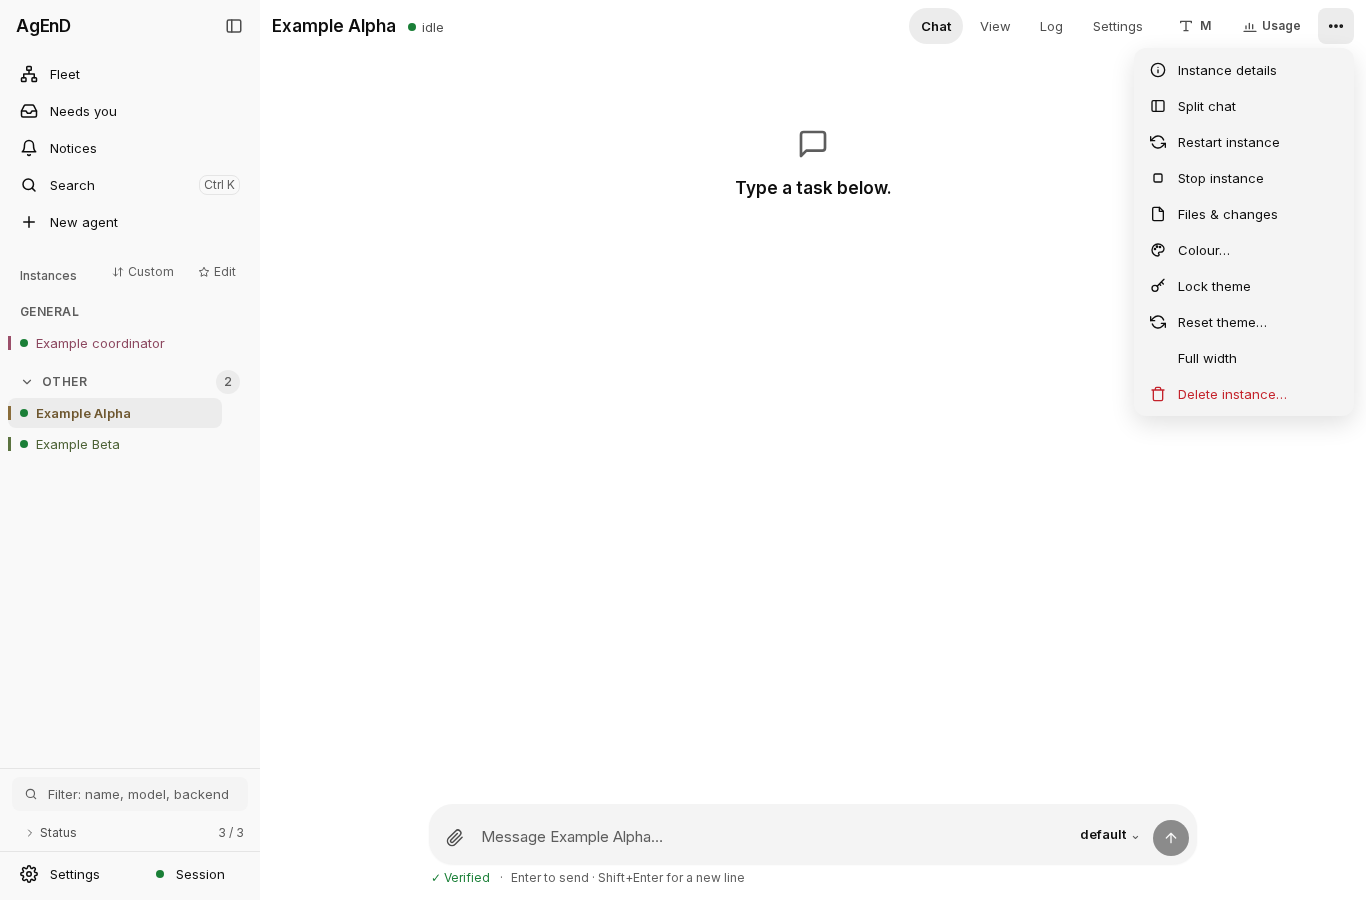 AgEnD
Fleet
Needs you
Notices
Search Ctrl K
New agent
Instances Custom Edit
GENERAL
Example coordinator
OTHER 2
Example Alpha
Example Beta
Filter: name, model, backend
Status 3 / 3
Settings Session
Example Alpha idle
Chat View Log Settings M Usage
Instance details
Split chat
Restart instance
Stop instance
Files & changes
Colour…
Lock theme
Reset theme…
Full width
Delete instance…
Type a task below.
Message Example Alpha…
default
✓ Verified · Enter to send · Shift+Enter for a new line